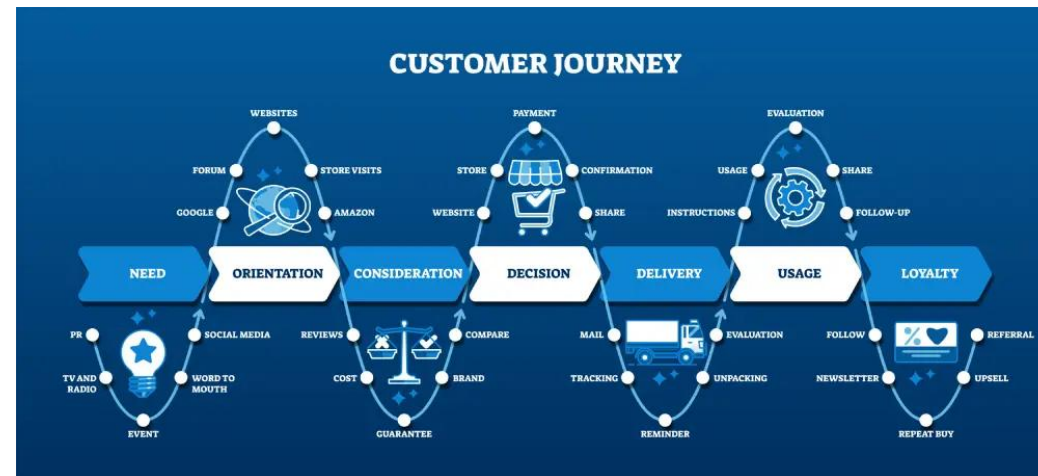 CUSTOMER JOURNEY
WEBSITES
FORUM
STORE VISITS
GOOGLE
AMAZON
PAYMENT
STORE
CONFIRMATION
WEBSITE
SHARE
EVALUATION
USAGE
SHARE
INSTRUCTIONS
FOLLOW-UP
NEED
ORIENTATION
CONSIDERATION
DECISION
DELIVERY
USAGE
LOYALTY
PR
SOCIAL MEDIA
TV AND
RADIO
WORD TO
MOUTH
EVENT
REVIEWS
COMPARE
COST
BRAND
GUARANTEE
MAIL
EVALUATION
TRACKING
UNPACKING
REMINDER
FOLLOW
REFERRAL
NEWSLETTER
UPSELL
REPEAT BUY
%